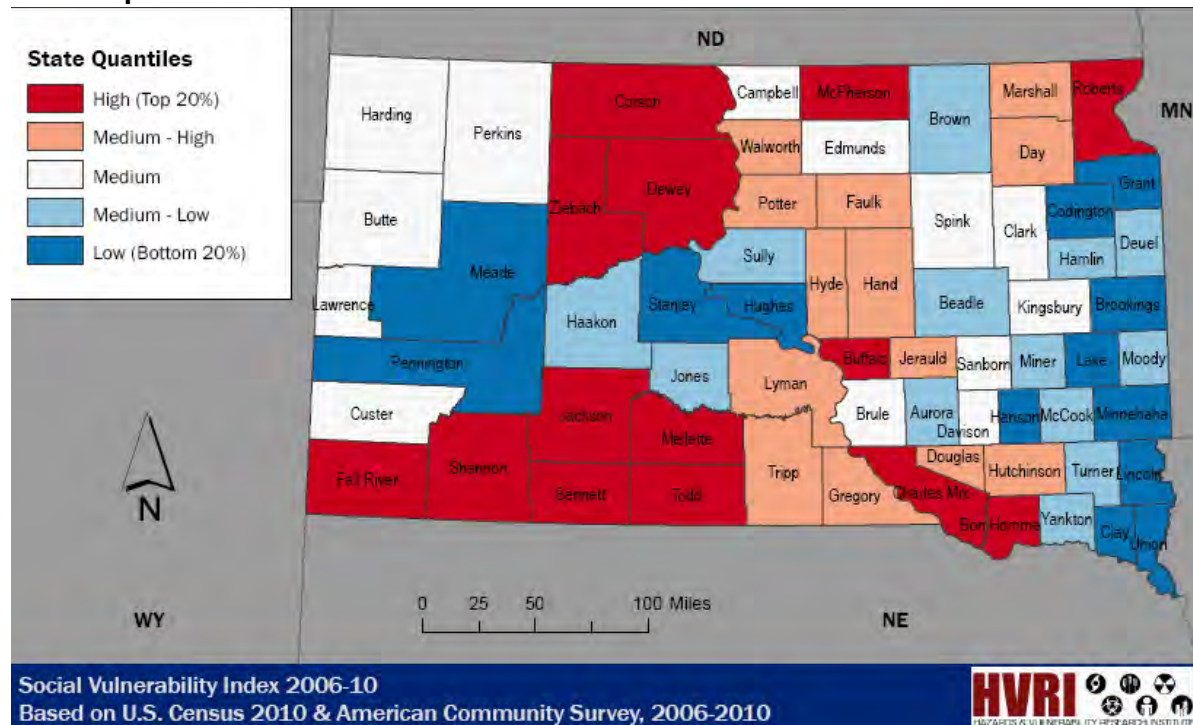 State Quantiles
High (Top 20%)
Medium - High
Medium
Medium - Low
Low (Bottom 20%)
ND
MN
WY
NE
N
Harding
Perkins
Corson
Campbell
McPherson
Brown
Marshall
Roberts
Walworth
Edmunds
Day
Butte
Ziebach
Dewey
Potter
Faulk
Spink
Clark
Codington
Grant
Hamlin
Deuel
Meade
Sully
Lawrence
Haakon
Stanley
Hughes
Hyde
Hand
Beadle
Kingsbury
Brookings
Pennington
Jones
Lyman
Buffalo
Jerauld
Sanborn
Miner
Lake
Moody
Custer
Jackson
Mellette
Brule
Aurora
Davison
Hanson
McCook
Minnehaha
Fall River
Shannon
Bennett
Todd
Tripp
Gregory
Charles Mix
Douglas
Hutchinson
Turner
Lincoln
Bon Homme
Yankton
Clay
Union
0 25 50 100 Miles
Social Vulnerability Index 2006-10
Based on U.S. Census 2010 & American Community Survey, 2006-2010
HVRI
HAZARDS & VULNERABILITY RESEARCH INSTITUTE